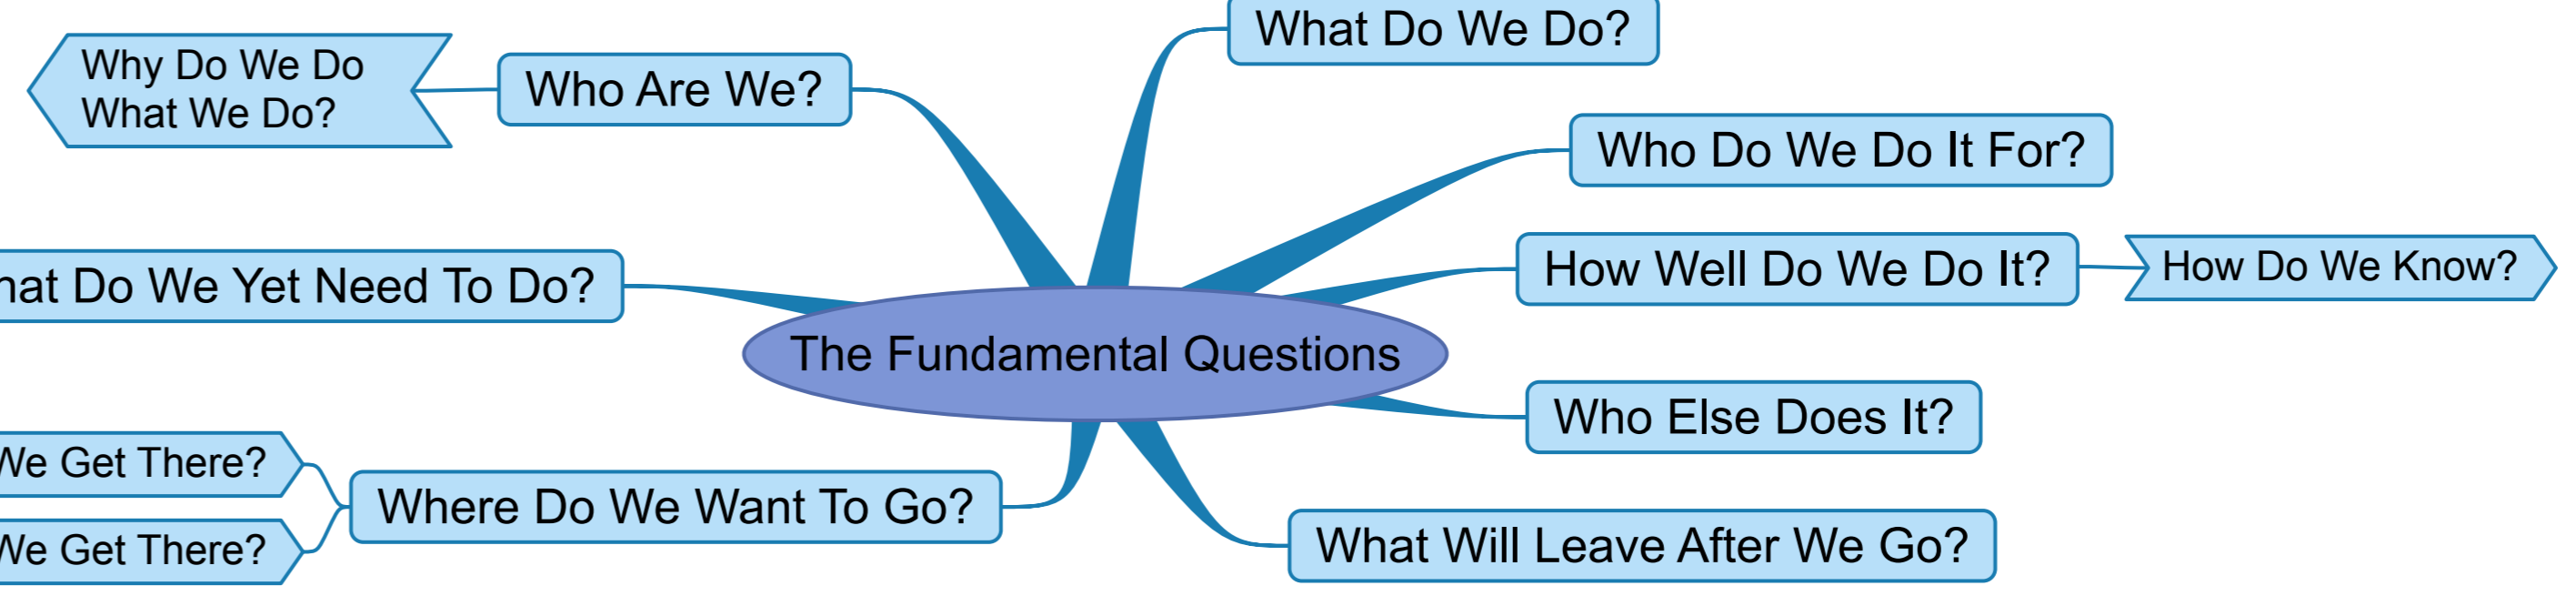 What Do We Do?
Why Do We Do
What We Do?
Who Are We?
Who Do We Do It For?
How Well Do We Do It?
How Do We Know?
Do We Yet Need To Do?
The Fundamental Questions
Who Else Does It?
We Get There?
Where Do We Want To Go?
We Get There?
What Will Leave After We Go?